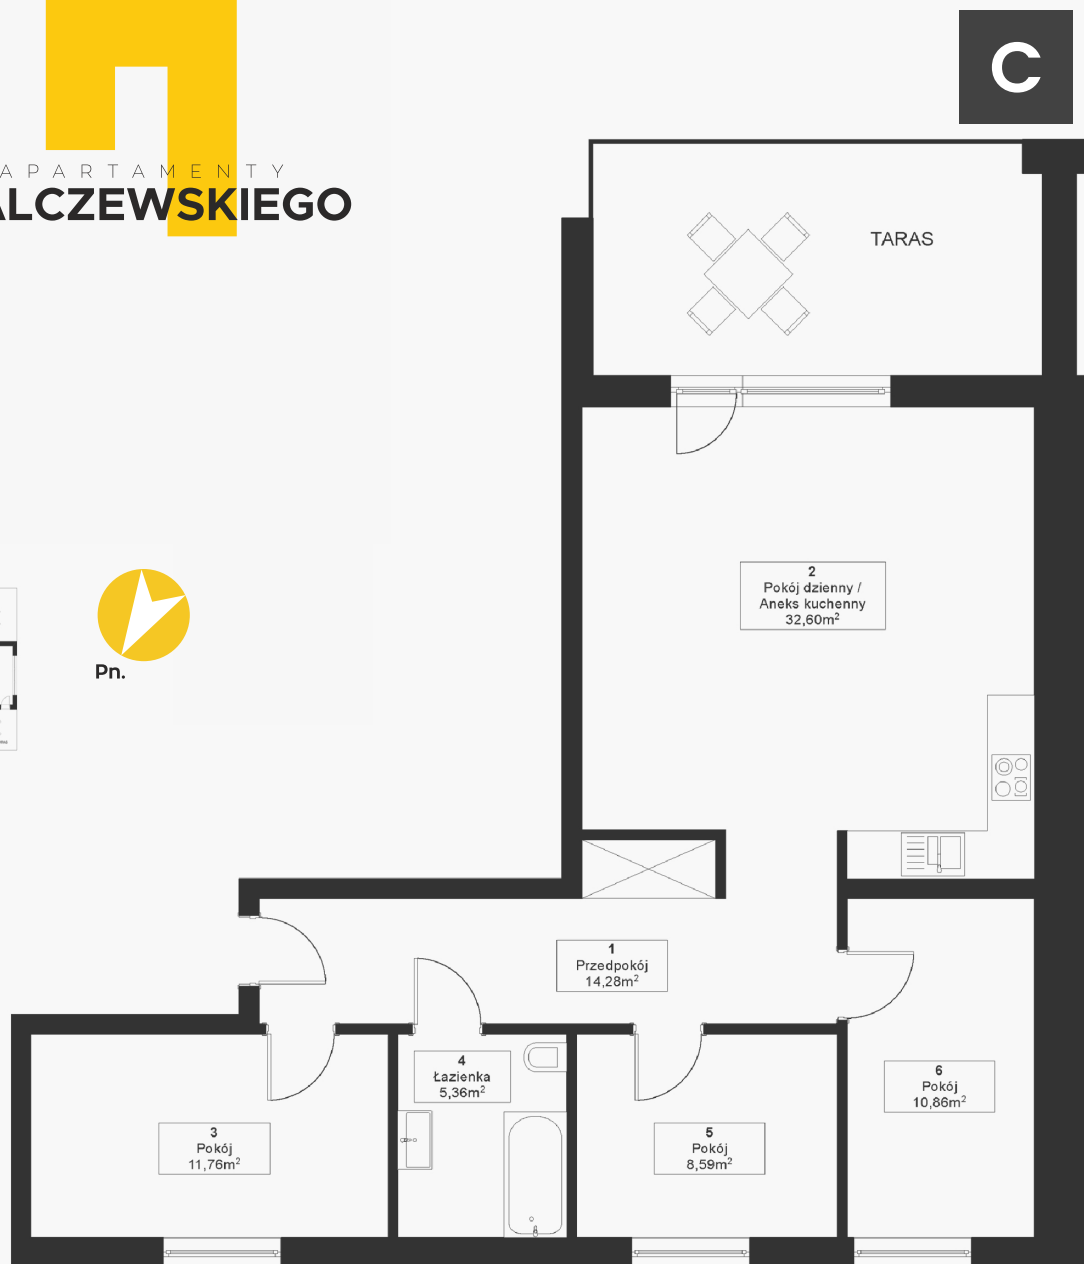 C
APARTAMENTY
ALCZEWSKIEGO
TARAS
2
Pokój dzienny /
Aneks kuchenny
32,60m²
Pn.
1
Przedpokój
14,28m²
4
Łazienka
5,36m²
6
Pokój
10,86m²
3
Pokój
11,76m²
5
Pokój
8,59m²